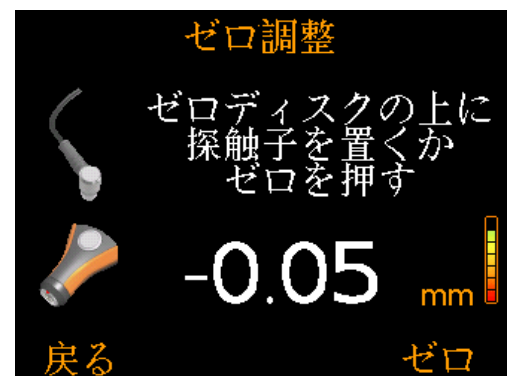 ゼロ調整
ゼロディスクの上に
探触子を置くか
ゼロを押す
-0.05 mm
戻る ゼロ